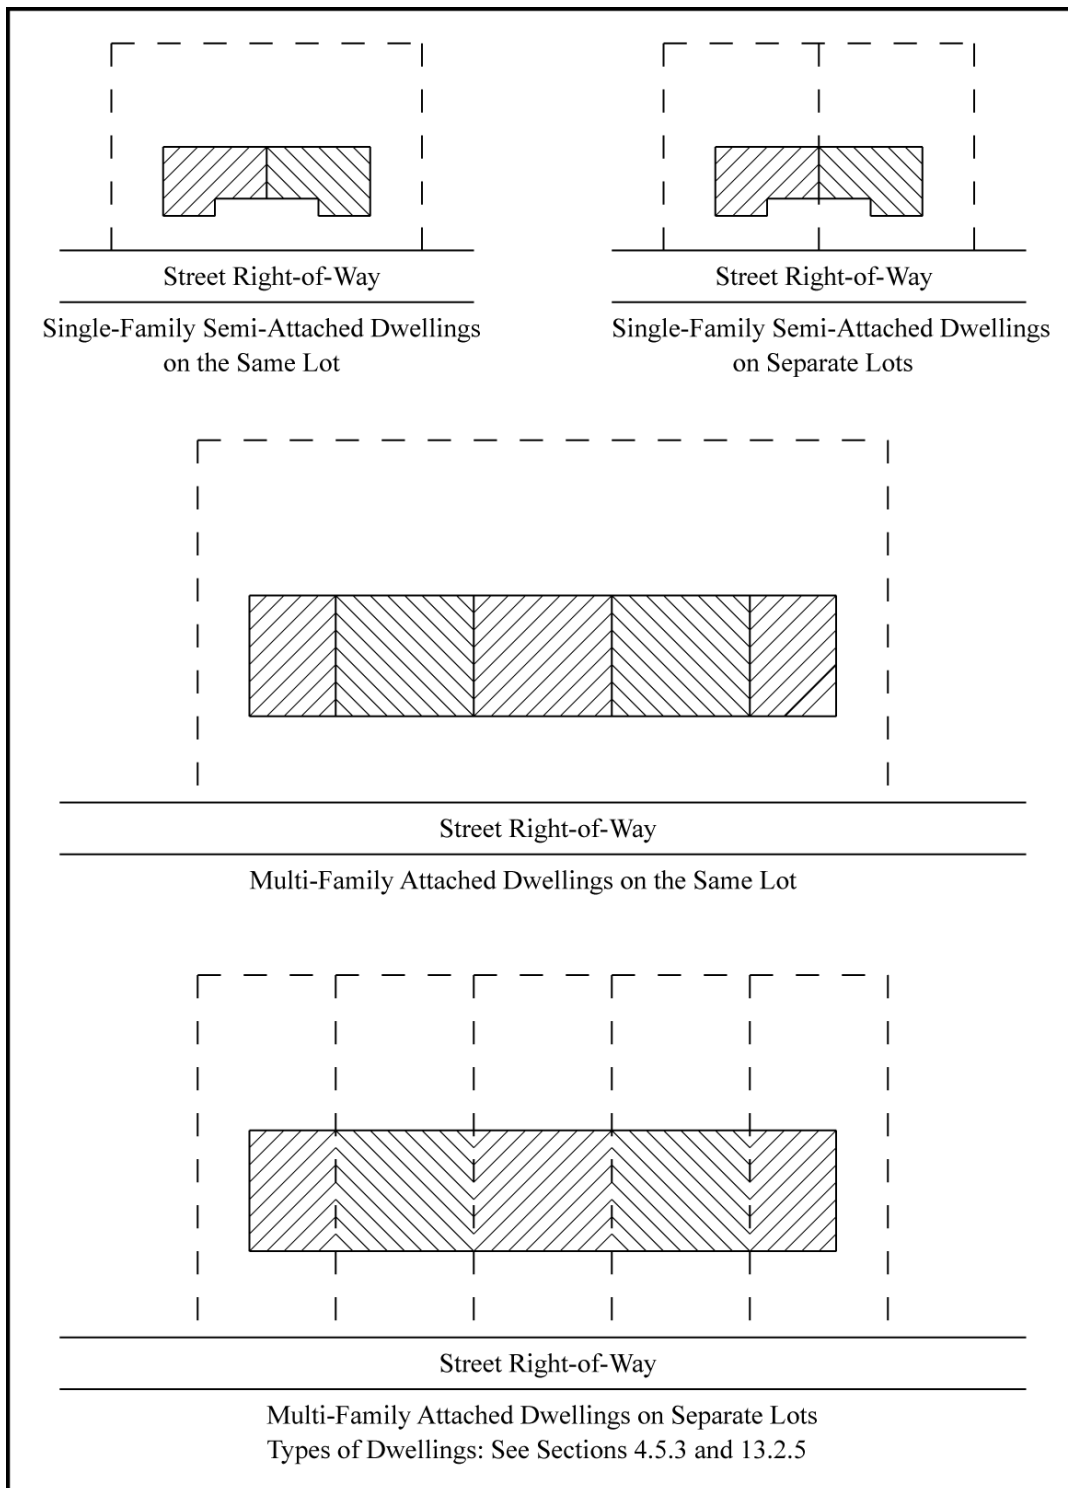 Street Right-of-Way
Single-Family Semi-Attached Dwellings
on the Same Lot
Street Right-of-Way
Single-Family Semi-Attached Dwellings
on Separate Lots
Street Right-of-Way
Multi-Family Attached Dwellings on the Same Lot
Street Right-of-Way
Multi-Family Attached Dwellings on Separate Lots
Types of Dwellings: See Sections 4.5.3 and 13.2.5